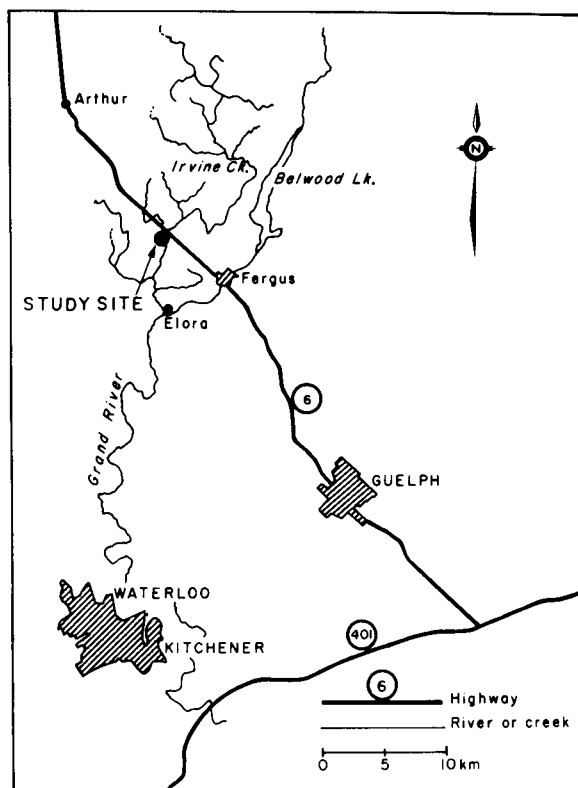 Arthur
N
Irvine Ck.
Belwood Lk.
STUDY SITE
Fergus
Elora
6
Grand River
GUELPH
WATERLOO
KITCHENER
401
6
Highway
River or creek
0 5 10 km